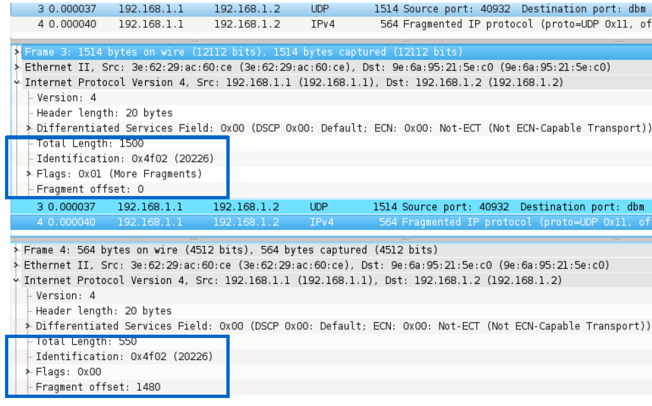 3 0.000037 192.168.1.1 192.168.1.2 UDP 1514 Source port: 40932 Destination port: dbm
4 0.000040 192.168.1.1 192.168.1.2 IPv4 564 Fragmented IP protocol (proto=UDP 0x11, of
Frame 3: 1514 bytes on wire (12112 bits), 1514 bytes captured (12112 bits)
Ethernet II, Src: 3e:62:29:ac:60:ce (3e:62:29:ac:60:ce), Dst: 9e:6a:95:21:5e:c0 (9e:6a:95:21:5e:c0)
Internet Protocol Version 4, Src: 192.168.1.1 (192.168.1.1), Dst: 192.168.1.2 (192.168.1.2)
Version: 4
Header length: 20 bytes
Differentiated Services Field: 0x00 (DSCP 0x00: Default; ECN: 0x00: Not-ECT (Not ECN-Capable Transport))
Total Length: 1500
Identification: 0x4f02 (20226)
Flags: 0x01 (More Fragments)
Fragment offset: 0
3 0.000037 192.168.1.1 192.168.1.2 UDP 1514 Source port: 40932 Destination port: dbm
4 0.000040 192.168.1.1 192.168.1.2 IPv4 564 Fragmented IP protocol (proto=UDP 0x11, of
Frame 4: 564 bytes on wire (4512 bits), 564 bytes captured (4512 bits)
Ethernet II, Src: 3e:62:29:ac:60:ce (3e:62:29:ac:60:ce), Dst: 9e:6a:95:21:5e:c0 (9e:6a:95:21:5e:c0)
Internet Protocol Version 4, Src: 192.168.1.1 (192.168.1.1), Dst: 192.168.1.2 (192.168.1.2)
Version: 4
Header length: 20 bytes
Differentiated Services Field: 0x00 (DSCP 0x00: Default; ECN: 0x00: Not-ECT (Not ECN-Capable Transport))
Total Length: 550
Identification: 0x4f02 (20226)
Flags: 0x00
Fragment offset: 1480